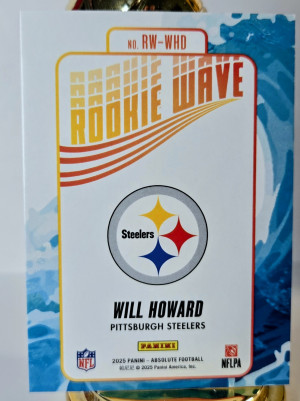 NO. RW-WHO
ROOKIE WAVE
Steelers
WILL HOWARD
PITTSBURGH STEELERS
PANINI
2025 PANINI - ABSOLUTE FOOTBALL
© 2025 Panini America, Inc.
NFL
NFLPA